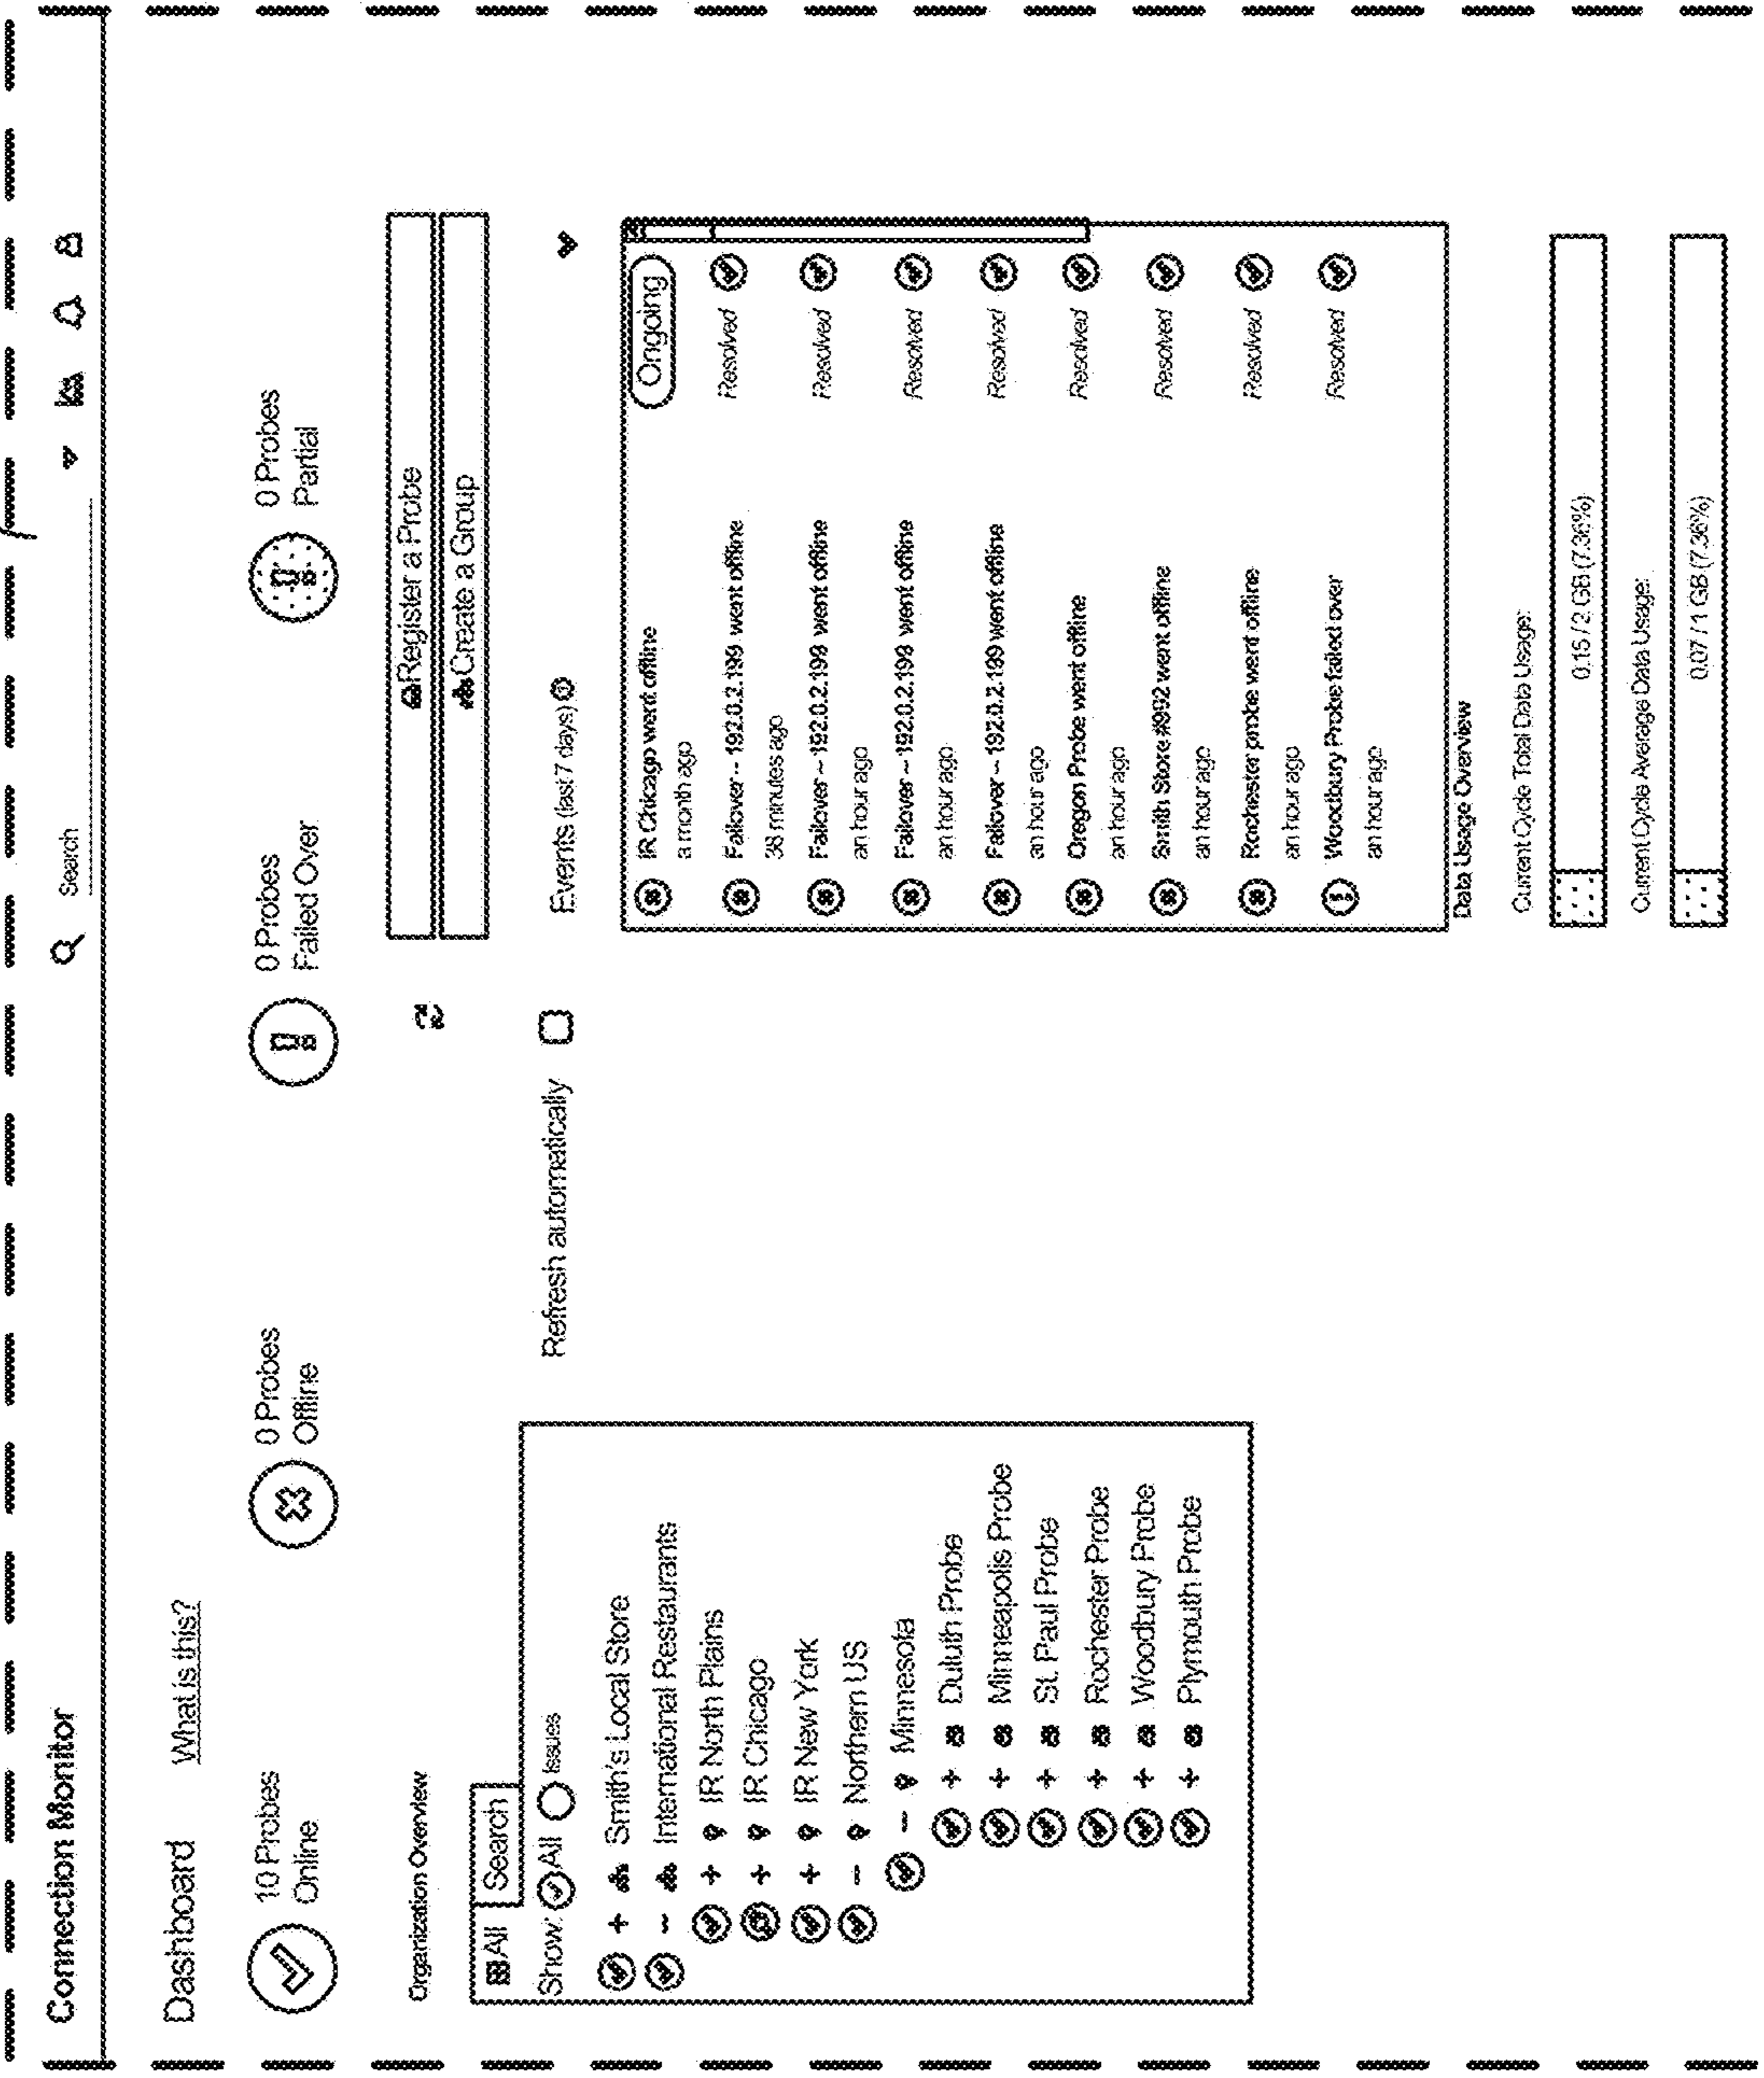 Connection Monitor
Search
Dashboard What is this?
10 Probes
Online
0 Probes
Offline
0 Probes
Failed Over
0 Probes
Partial
Organization Overview
Register a Probe
Create a Group
All Search
Show: All Issues
Refresh automatically
Smith's Local Store
International Restaurants
IR North Plains
IR Chicago
IR New York
Northern US
Minnesota
Duluth Probe
Minneapolis Probe
St. Paul Probe
Rochester Probe
Woodbury Probe
Plymouth Probe
Events (last 7 days)
IR Chicago went offline Ongoing
a month ago
Failover -- 192.0.2.199 went offline Resolved
38 minutes ago
Failover -- 192.0.2.199 went offline Resolved
an hour ago
Failover -- 192.0.2.199 went offline Resolved
an hour ago
Failover -- 192.0.2.199 went offline Resolved
an hour ago
Oregon Probe went offline Resolved
an hour ago
Smith Store #892 went offline Resolved
an hour ago
Rochester probe went offline Resolved
an hour ago
Woodbury Probe failed over Resolved
an hour ago
Data Usage Overview
Current Cycle Total Data Usage:
0.15 / 2 GB (7.36%)
Current Cycle Average Data Usage:
0.07 / 1 GB (7.36%)